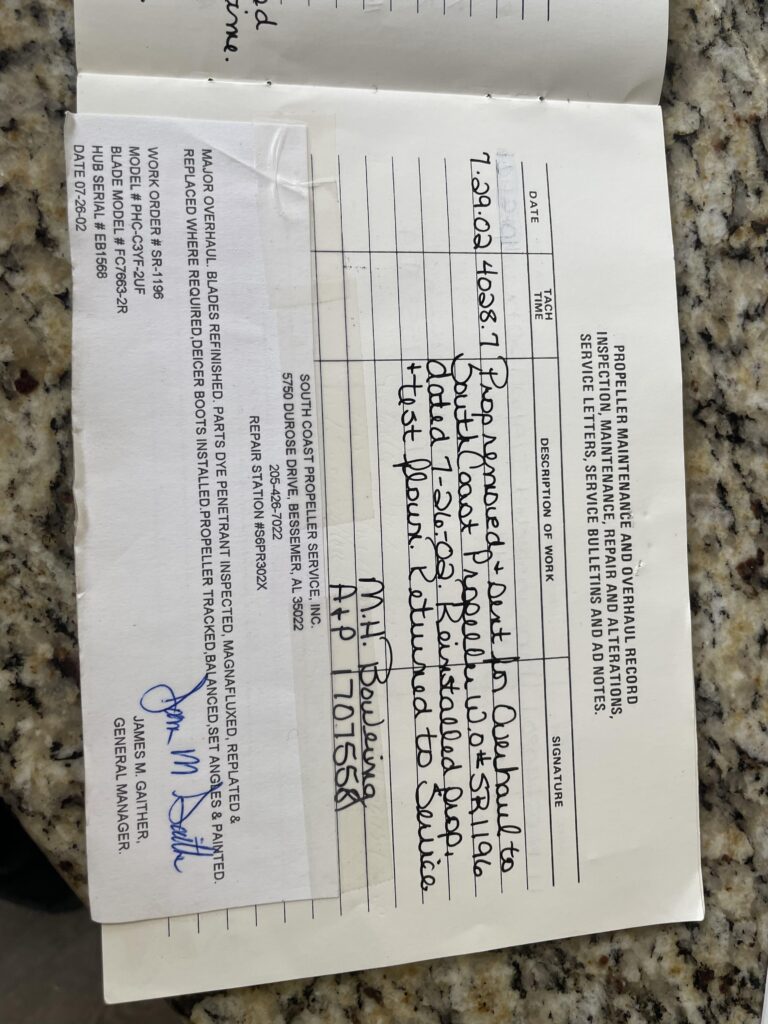 ed
ime.
PROPELLER MAINTENANCE AND OVERHAUL RECORD
INSPECTION, MAINTENANCE, REPAIR AND ALTERATIONS,
SERVICE LETTERS, SERVICE BULLETINS AND AD NOTES.
DATE TACH TIME DESCRIPTION OF WORK SIGNATURE
7.29.02 4028.7 Prop removed + sent for Overhaul to
South Coast Propeller W.O# SR1196
dated 7-26-02. Reinstalled prop +
+ test flown. Returned to Service
M.H. Bowering
A+P 1707558
SOUTH COAST PROPELLER SERVICE, INC.
5750 DUROSE DRIVE, BESSEMER, AL 35022
205-426-7022
REPAIR STATION #S6PR302X
MAJOR OVERHAUL. BLADES REFINISHED. PARTS DYE PENETRANT INSPECTED, MAGNAFLUXED, REPLATED &
REPLACED WHERE REQUIRED,DEICER BOOTS INSTALLED,PROPELLER TRACKED,BALANCED,SET ANGLES & PAINTED.
WORK ORDER # SR-1196
MODEL # PHC-C3YF-2UF
BLADE MODEL # FC7663-2R
HUB SERIAL # EB1568
DATE 07-26-02
JAMES M. GAITHER,
GENERAL MANAGER.